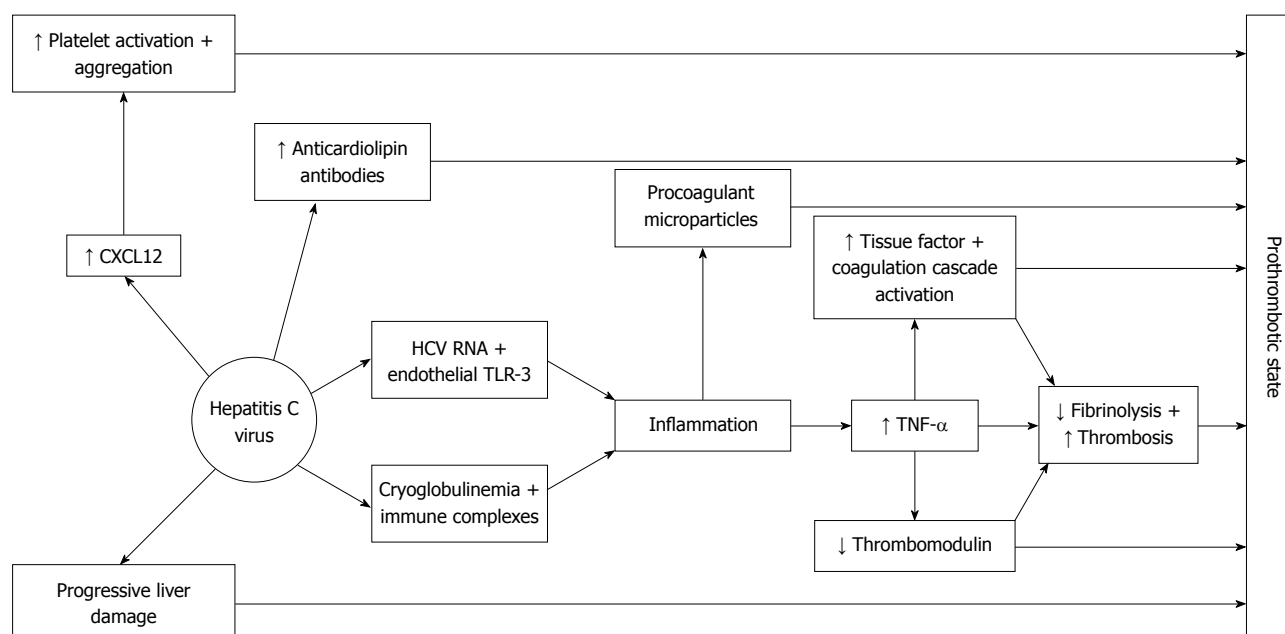 ↑ Platelet activation +
aggregation
↑ Anticardiolipin
antibodies
Procoagulant
microparticles
↑ CXCL12
↑ Tissue factor +
coagulation cascade
activation
HCV RNA +
endothelial TLR-3
Hepatitis C
virus
Inflammation
↑ TNF-α
↓ Fibrinolysis +
↑ Thrombosis
Cryoglobulinemia +
immune complexes
↓ Thrombomodulin
Progressive liver
damage
Prothrombotic state